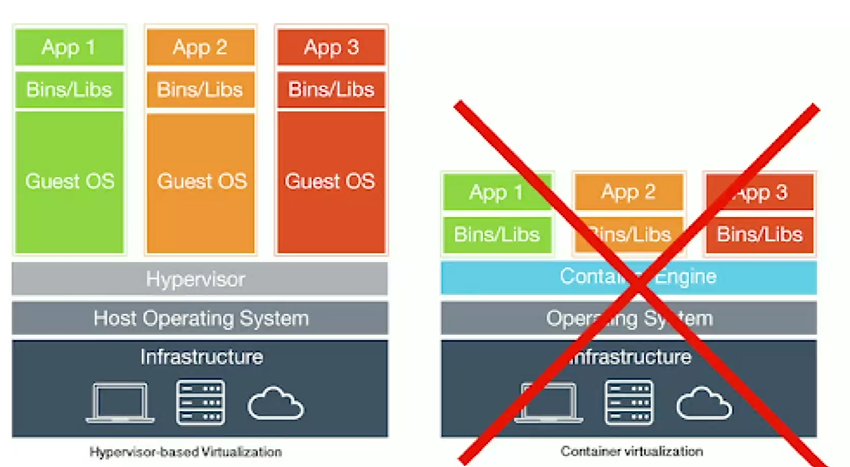 App 1
App 2
App 3
Bins/Libs
Bins/Libs
Bins/Libs
Guest OS
Guest OS
Guest OS
Hypervisor
Host Operating System
Infrastructure
Hypervisor-based Virtualization
App 1
App 2
App 3
Bins/Libs
Bins/Libs
Bins/Libs
Container Engine
Operating System
Infrastructure
Container virtualization